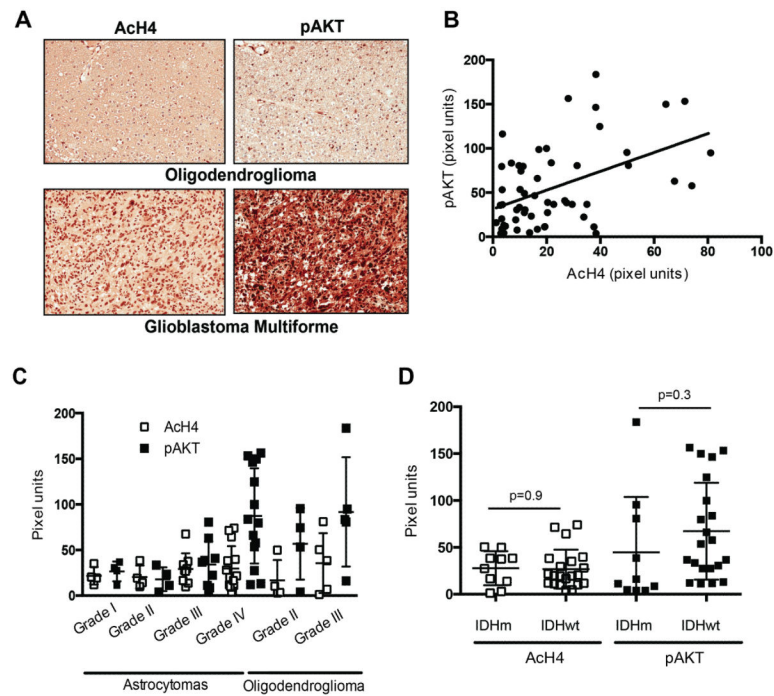 A
AcH4 pAKT
Oligodendroglioma
Glioblastoma Multiforme
B
200
150
100
50
0
pAKT (pixel units)
0 20 40 60 80 100
AcH4 (pixel units)
C
200
150
100
50
0
Pixel units
AcH4
pAKT
Grade I Grade II Grade III Grade IV Grade II Grade III
Astrocytomas Oligodendroglioma
D
200
150
100
50
0
Pixel units
p=0.9
p=0.3
IDHm IDHwt IDHm IDHwt
AcH4 pAKT